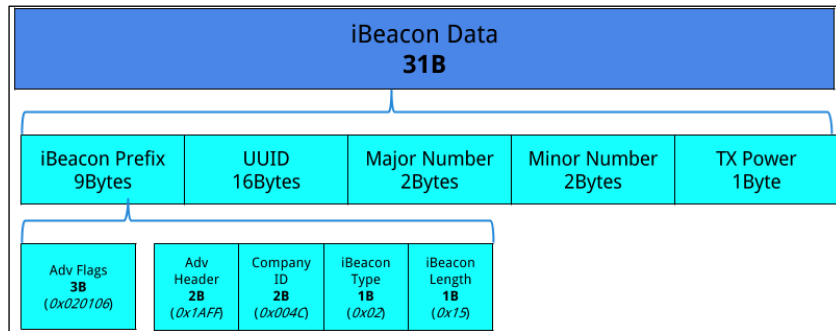 iBeacon Data
31B
iBeacon Prefix
9Bytes
UUID
16Bytes
Major Number
2Bytes
Minor Number
2Bytes
TX Power
1Byte
Adv Flags
3B
(0x020106)
Adv
Header
2B
(0x1AFF)
Company
ID
2B
(0x004C)
iBeacon
Type
1B
(0x02)
iBeacon
Length
1B
(0x15)